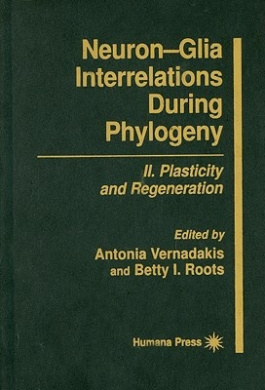 Neuron–Glia
Interrelations
During
Phylogeny
II. Plasticity
and Regeneration
Edited by
Antonia Vernadakis
and Betty I. Roots
Humana Press